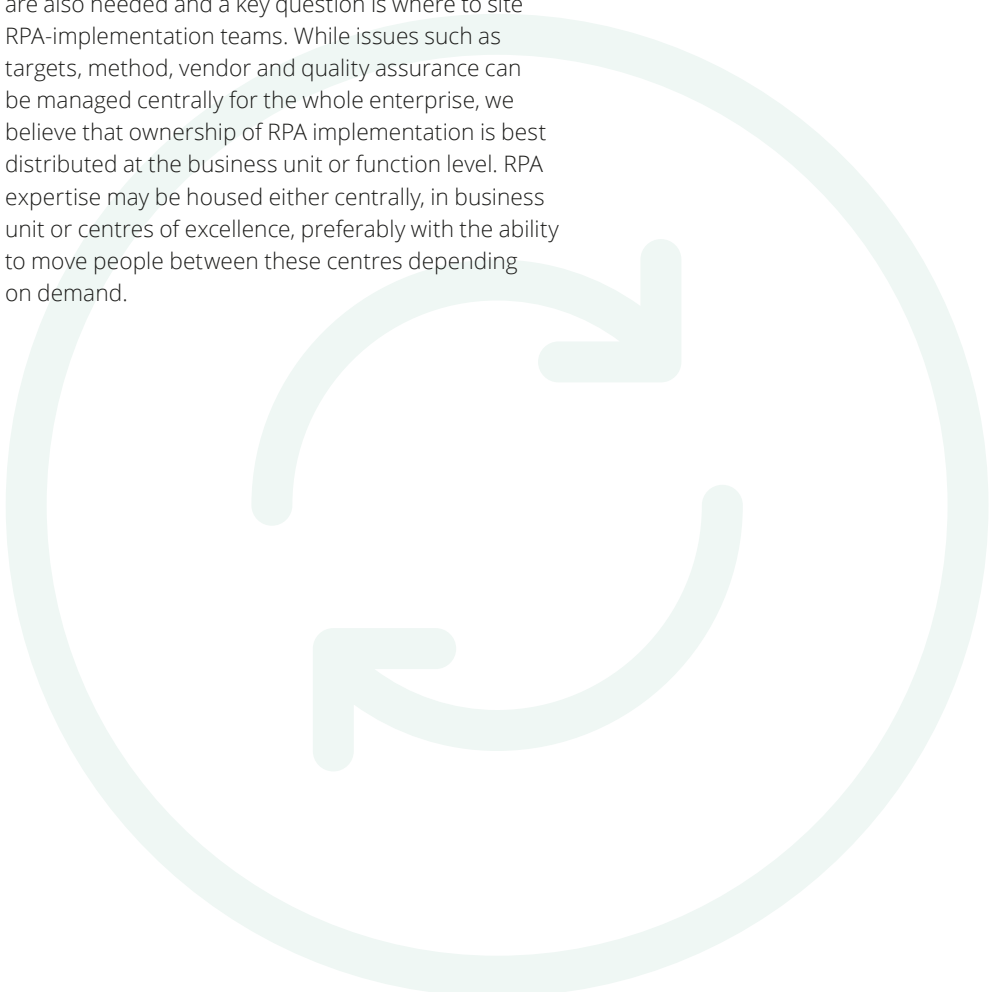 are also needed and a key question is where to site
RPA-implementation teams. While issues such as
targets, method, vendor and quality assurance can
be managed centrally for the whole enterprise, we
believe that ownership of RPA implementation is best
distributed at the business unit or function level. RPA
expertise may be housed either centrally, in business
unit or centres of excellence, preferably with the ability
to move people between these centres depending
on demand.